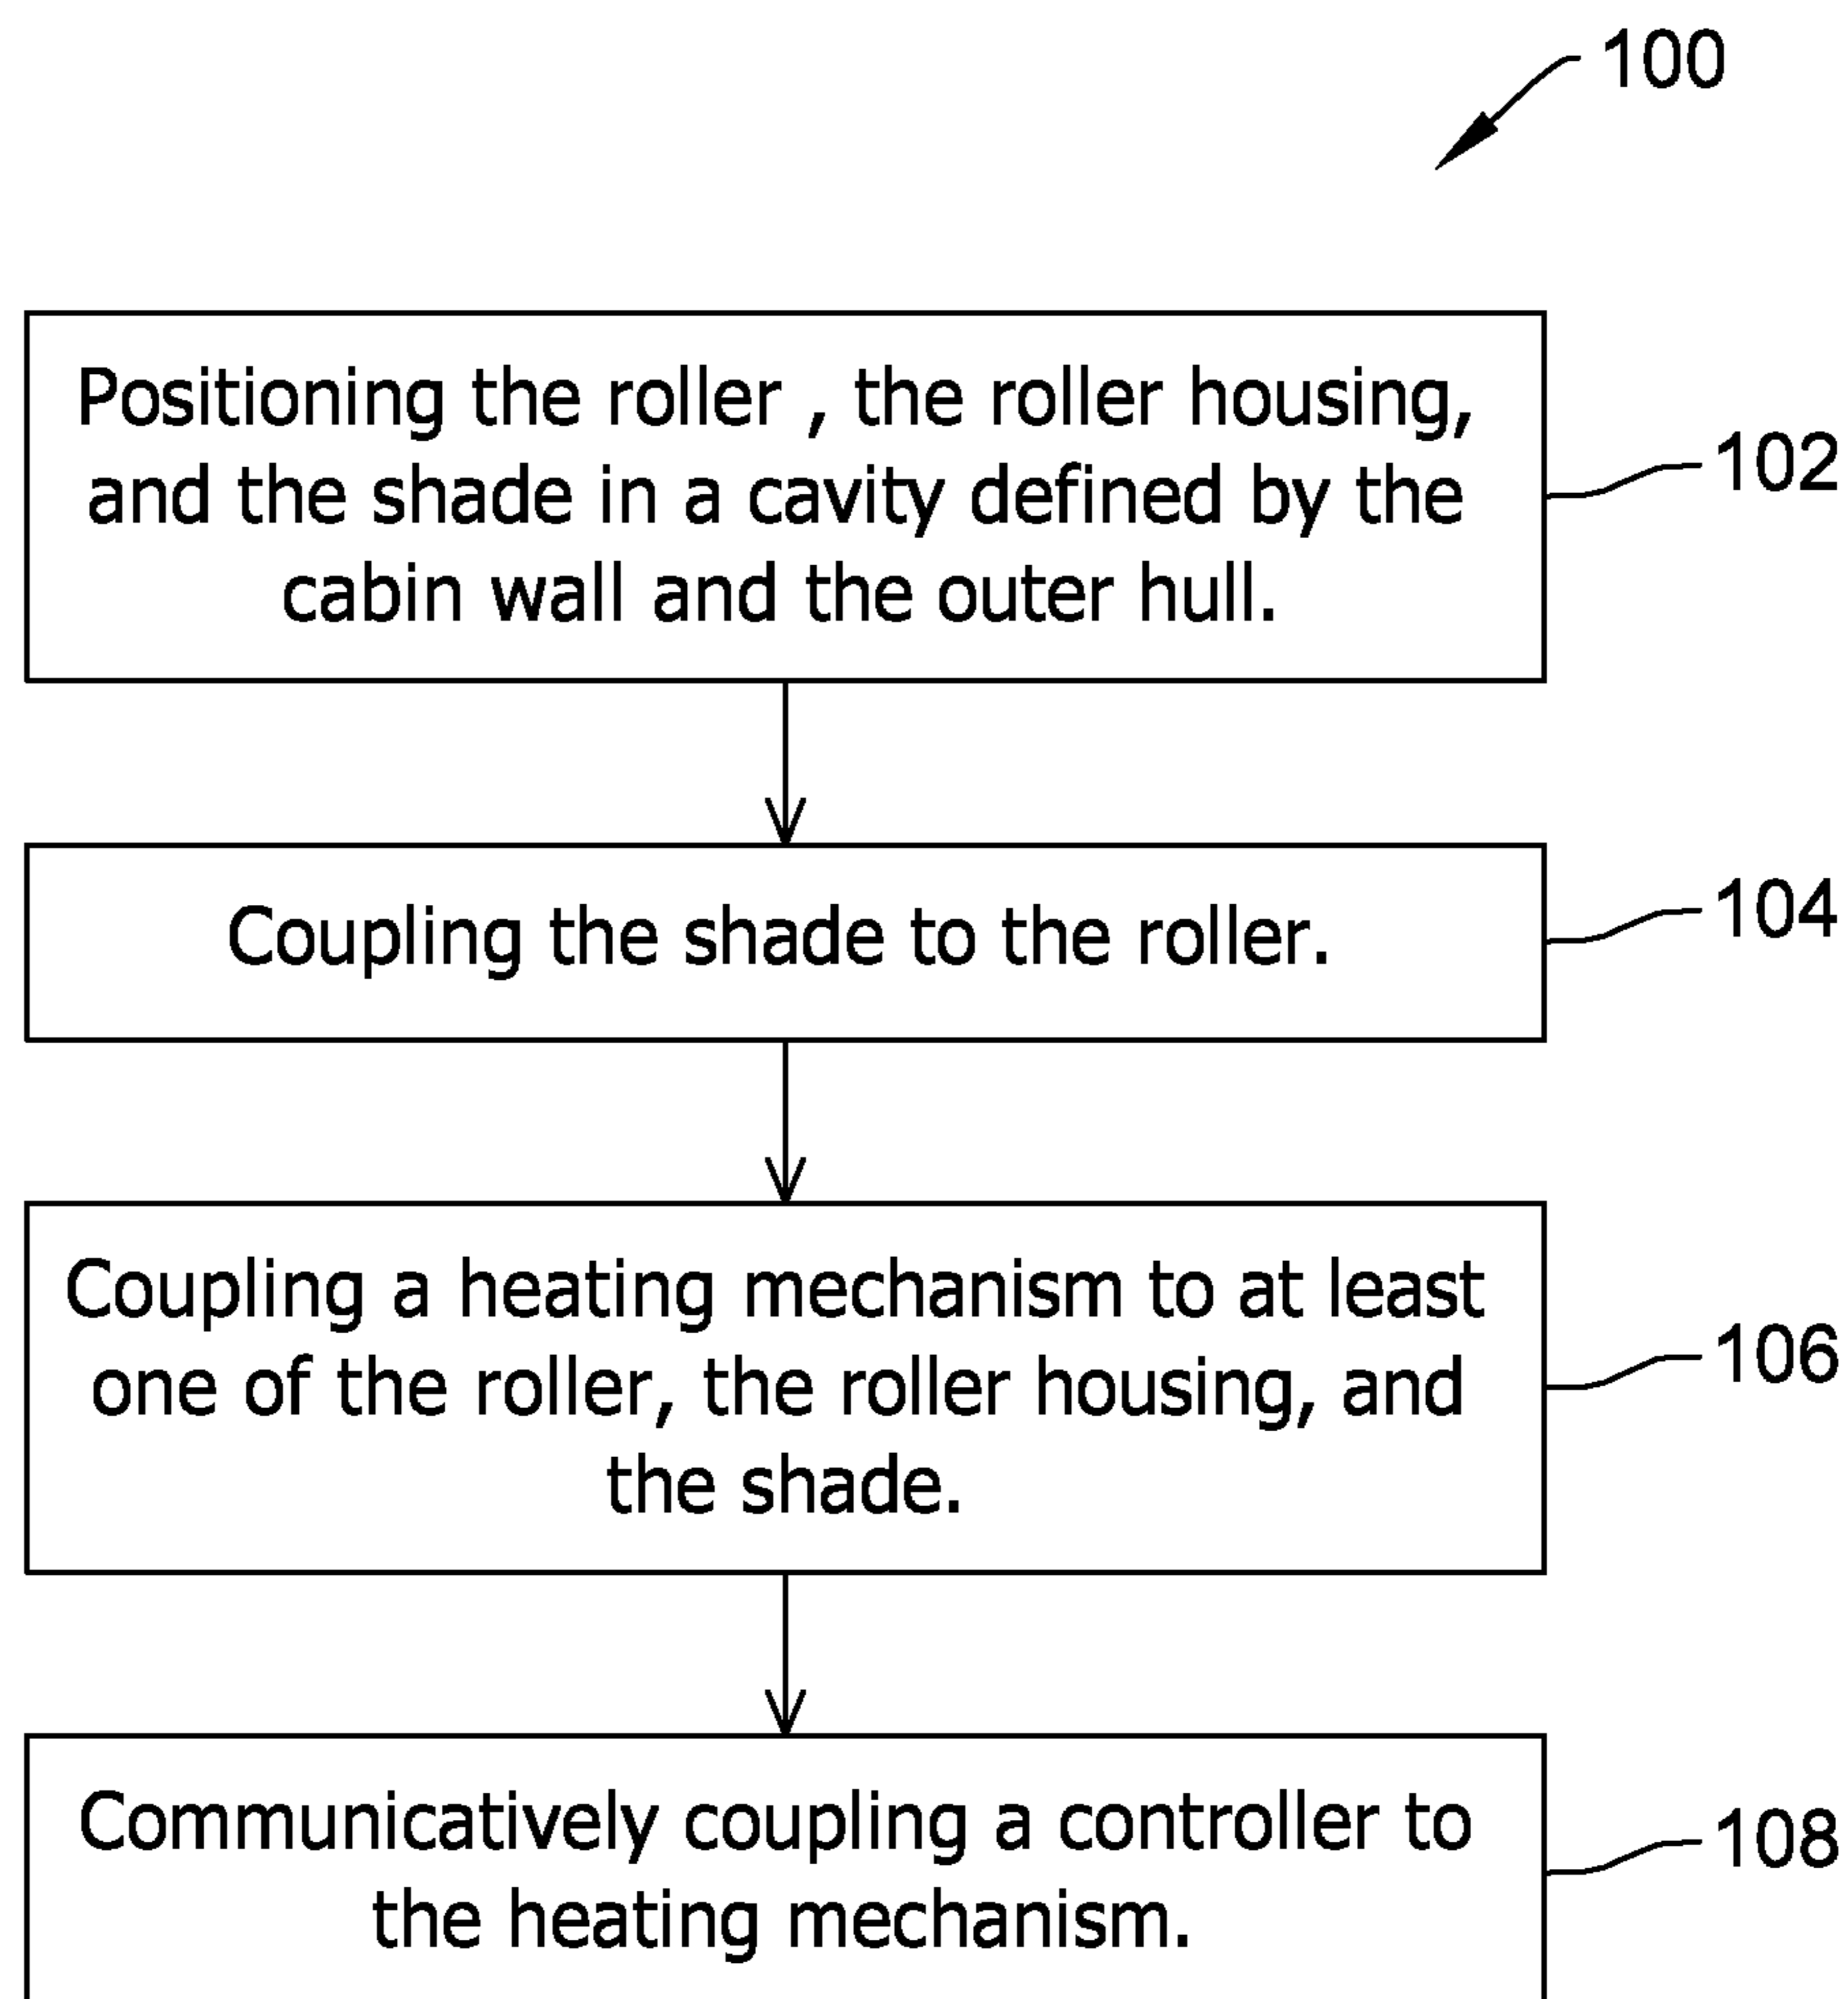 100
Positioning the roller , the roller housing,
and the shade in a cavity defined by the
cabin wall and the outer hull.
102
Coupling the shade to the roller.
104
Coupling a heating mechanism to at least
one of the roller, the roller housing, and
the shade.
106
Communicatively coupling a controller to
the heating mechanism.
108